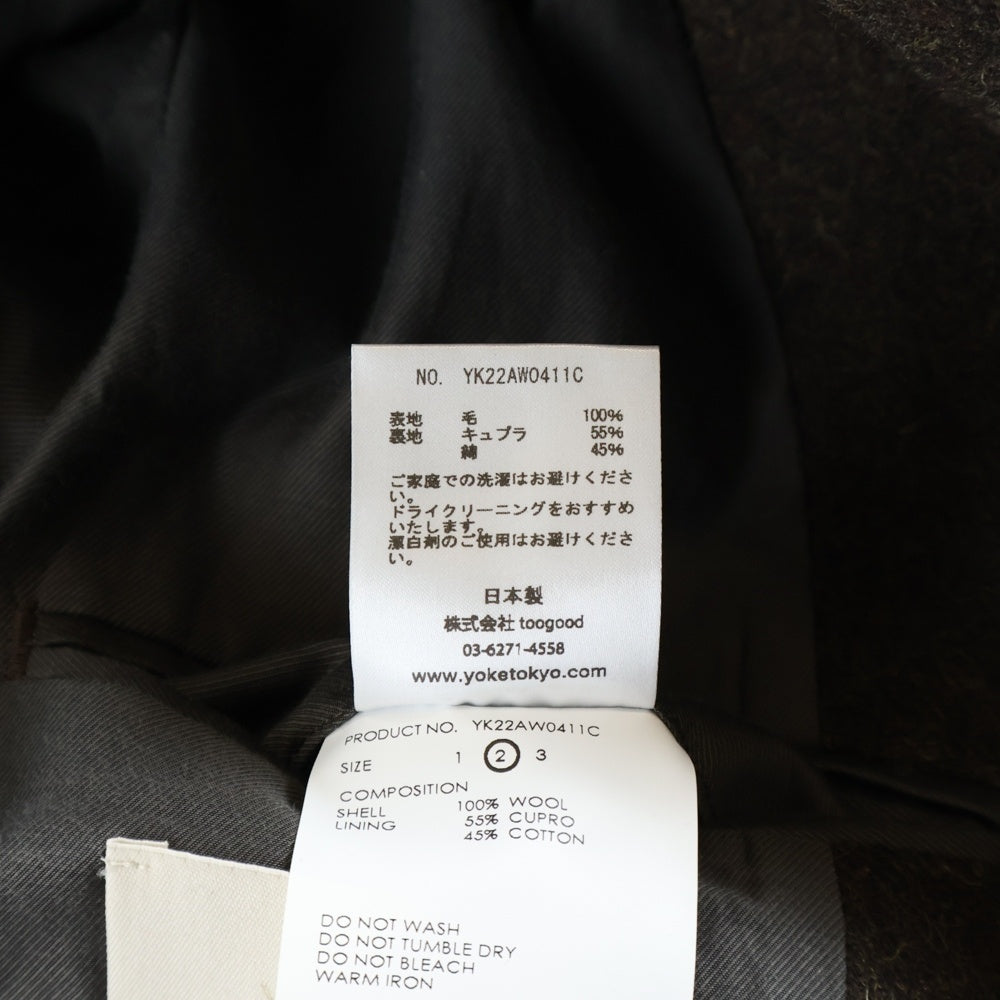 NO. YK22AW0411C
表地 毛 100%
裏地 キュプラ 55%
綿 45%
ご家庭での洗濯はお避けくださ
い。
ドライクリーニングをおすすめ
いたします。
漂白剤のご使用はお避けくださ
い。
日本製
株式会社 toogood
03-6271-4558
www.yoketokyo.com
PRODUCT NO. YK22AW0411C
SIZE 1 2 3
COMPOSITION
SHELL 100% WOOL
LINING 55% CUPRO
45% COTTON
DO NOT WASH
DO NOT TUMBLE DRY
DO NOT BLEACH
WARM IRON